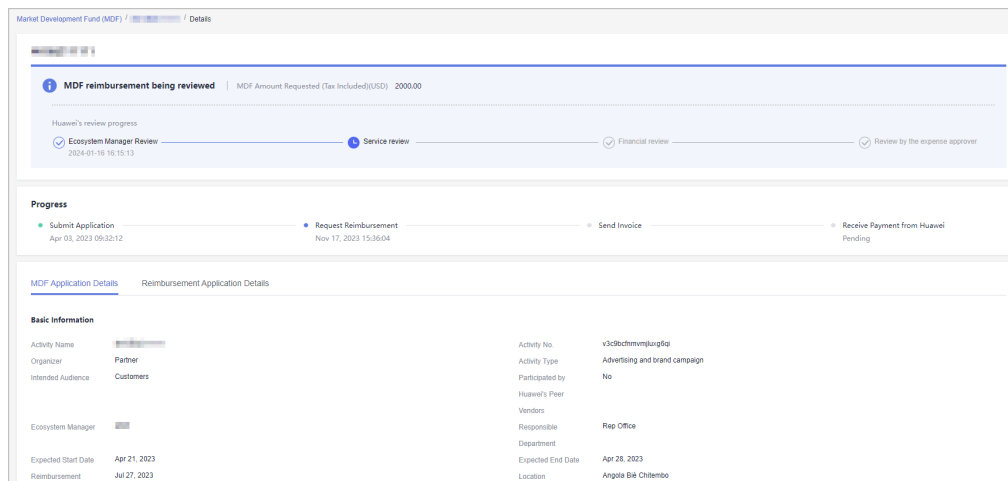 Market Development Fund (MDF) / / Details
MDF reimbursement being reviewed | MDF Amount Requested (Tax Included)(USD) 2000.00
Huawei's review progress
Ecosystem Manager Review Service review Financial review Review by the expense approver
2024-01-16 16:15:13
Progress
Submit Application Request Reimbursement Send Invoice Receive Payment from Huawei
Apr 03, 2023 09:32:12 Nov 17, 2023 15:36:04 Pending
MDF Application Details Reimbursement Application Details
Basic Information
Activity Name Activity No. v3c9bcfnmvmjluxg6qi
Organizer Partner Activity Type Advertising and brand campaign
Intended Audience Customers Participated by No
Huawei's Peer
Vendors
Ecosystem Manager Responsible Rep Office
Department
Expected Start Date Apr 21, 2023 Expected End Date Apr 28, 2023
Reimbursement Jul 27, 2023 Location Angola Biè Chitembo